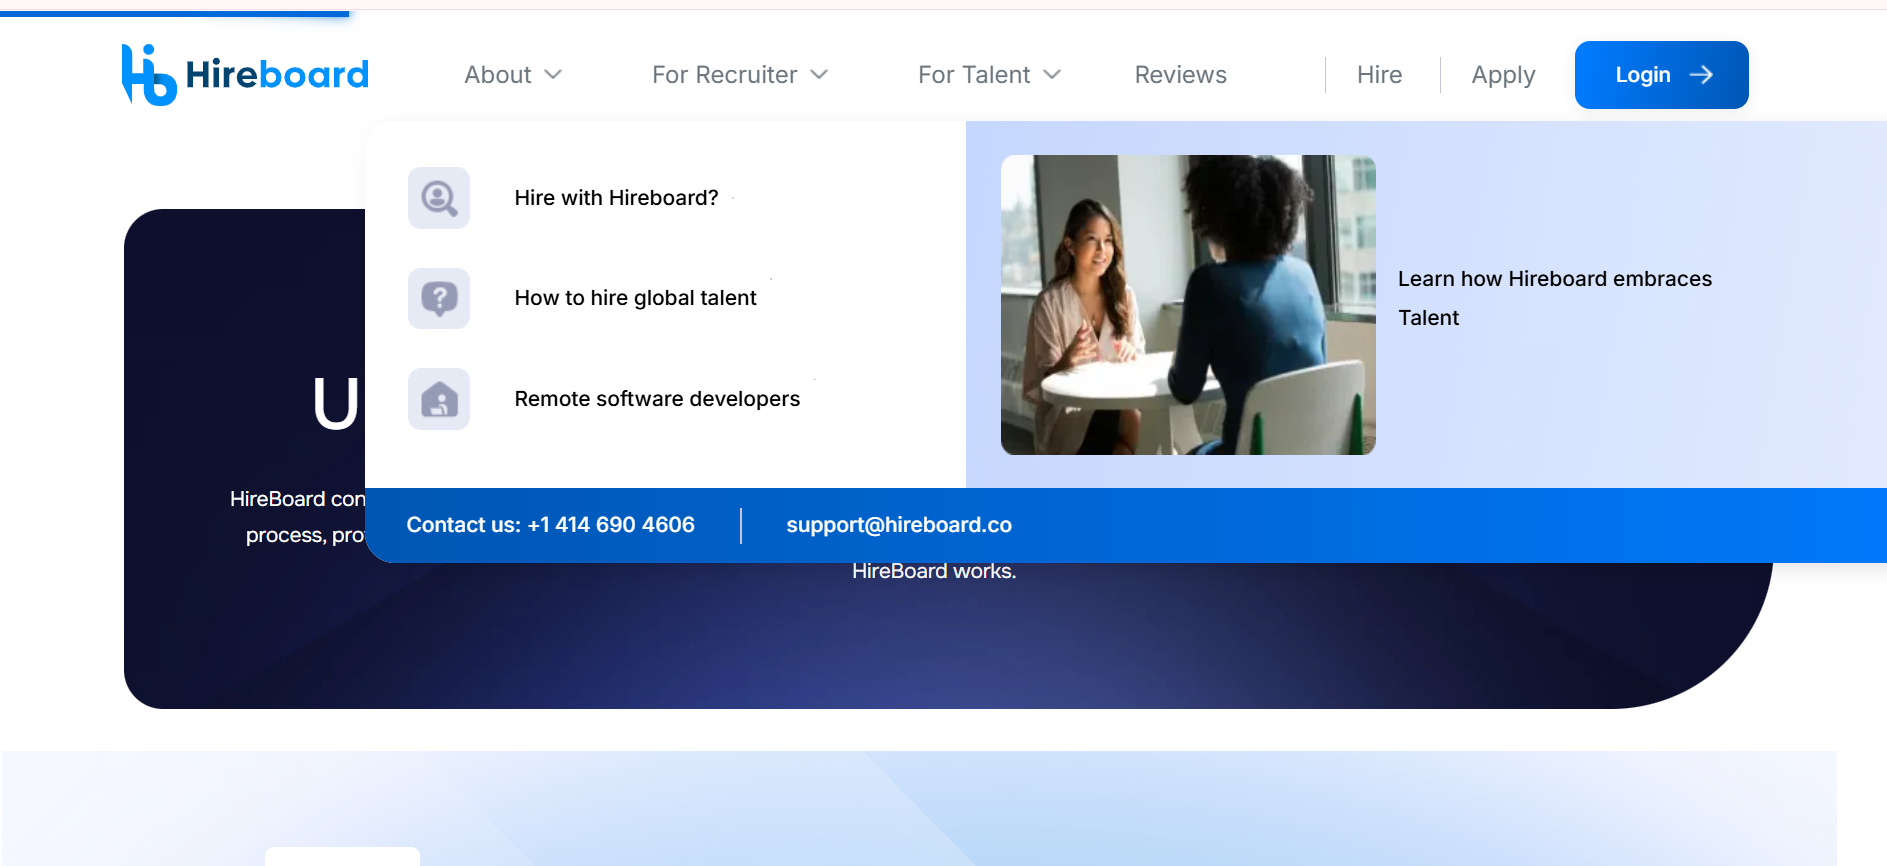 Hireboard
About
For Recruiter
For Talent
Reviews
Hire
Apply
Login
Hire with Hireboard?
How to hire global talent
Remote software developers
Learn how Hireboard embraces
Talent
U
HireBoard con
process, pro
Contact us: +1 414 690 4606
support@hireboard.co
HireBoard works.